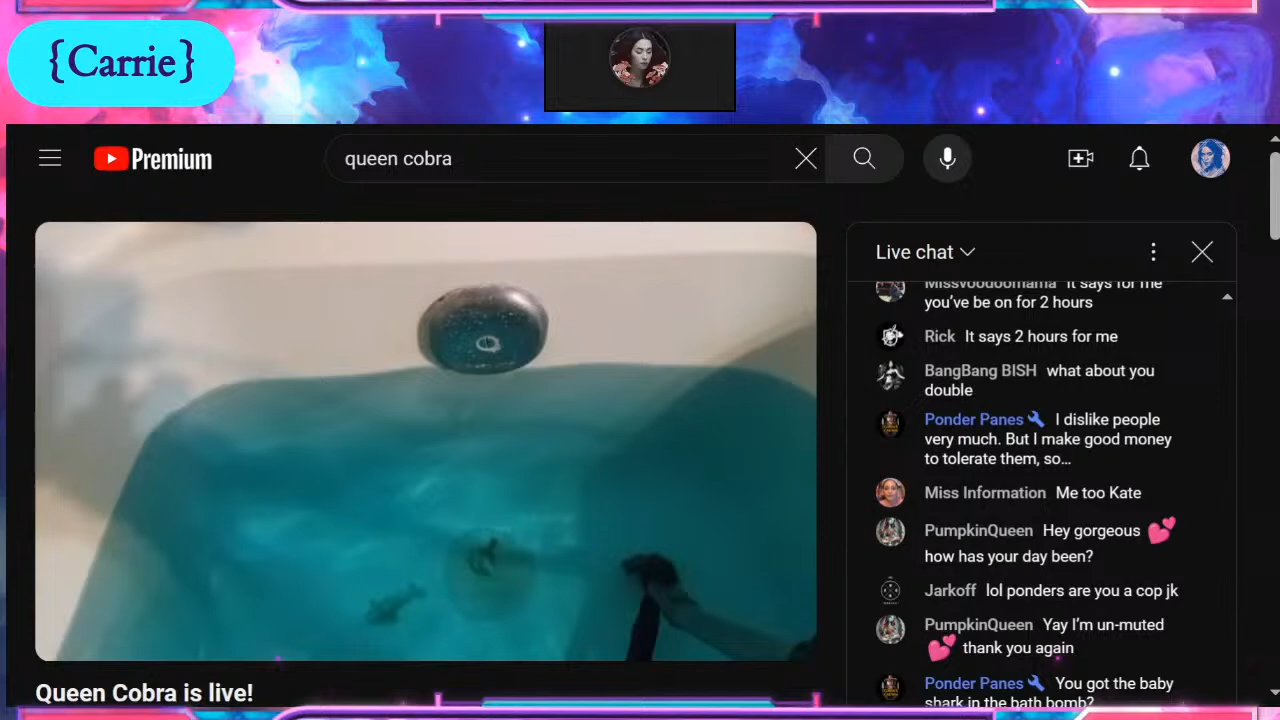 {Carrie}
Premium
queen cobra
Live chat
Missvoodoomama It says for me
you've be on for 2 hours
Rick It says 2 hours for me
BangBang BISH what about you
double
Ponder Panes I dislike people
very much. But I make good money
to tolerate them, so...
Miss Information Me too Kate
PumpkinQueen Hey gorgeous 💕
how has your day been?
Jarkoff lol ponders are you a cop jk
PumpkinQueen Yay I'm un-muted
💕 thank you again
Ponder Panes You got the baby
shark in the bath bomb?
Queen Cobra is live!